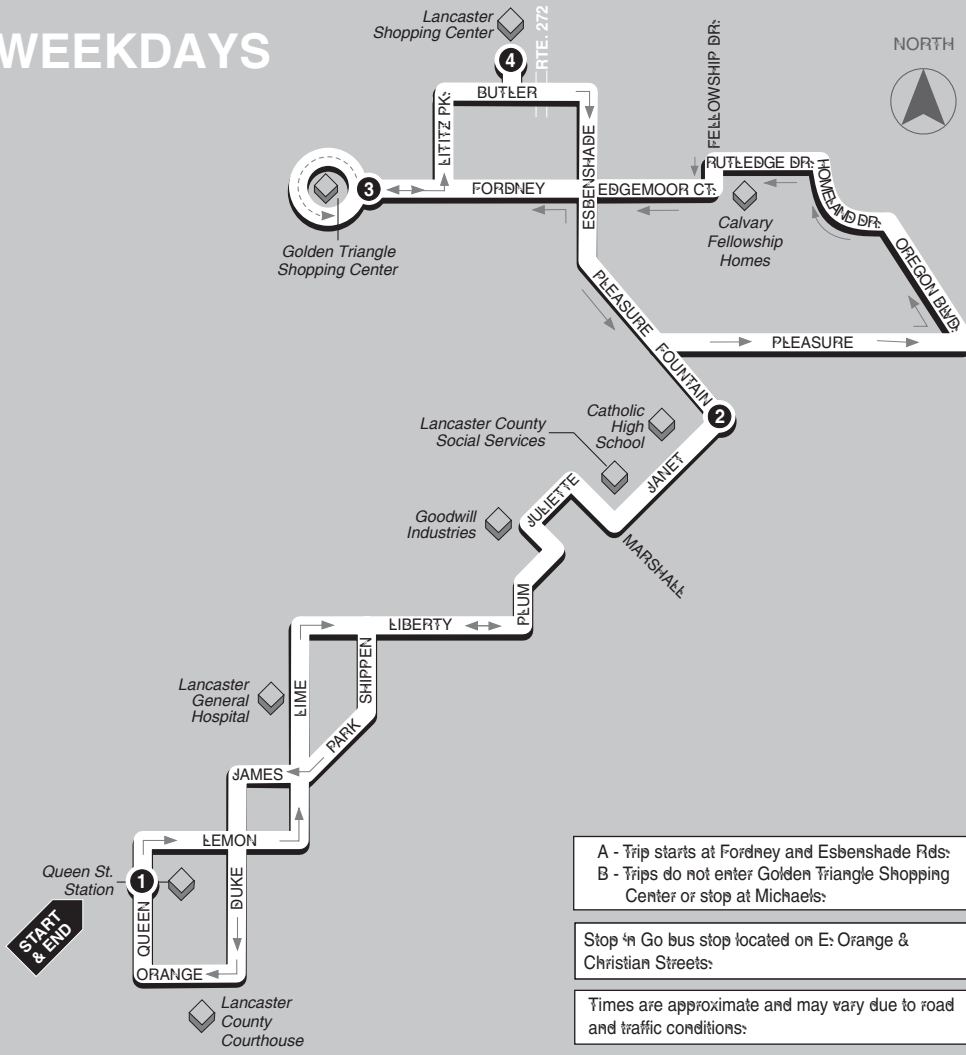 WEEKDAYS
Lancaster
Shopping Center
RTE. 272
NORTH
4
BUTLER
FELLOWSHIP DR.
LITITZ PK.
ESBENSHADE
RUTLEDGE DR.
HOMELAND DR.
3
FORDNEY
EDGEMOOR CT.
Calvary
Fellowship
Homes
Golden Triangle
Shopping Center
OREGON BLVD.
PLEASURE
PLEASURE
FOUNTAIN
2
Catholic
High
School
Lancaster County
Social Services
JANET
JULIETTE
Goodwill
Industries
MARSHALL
PLUM
LIBERTY
SHIPPEN
Lancaster
General
Hospital
LIME
PARK
JAMES
LEMON
Queen St.
Station
1
DUKE
QUEEN
START
& END
ORANGE
Lancaster
County
Courthouse
A - Trip starts at Fordney and Esbenshade Rds.
B - Trips do not enter Golden Triangle Shopping
Center or stop at Michaels.
Stop 'n Go bus stop located on E. Orange &
Christian Streets.
Times are approximate and may vary due to road
and traffic conditions.